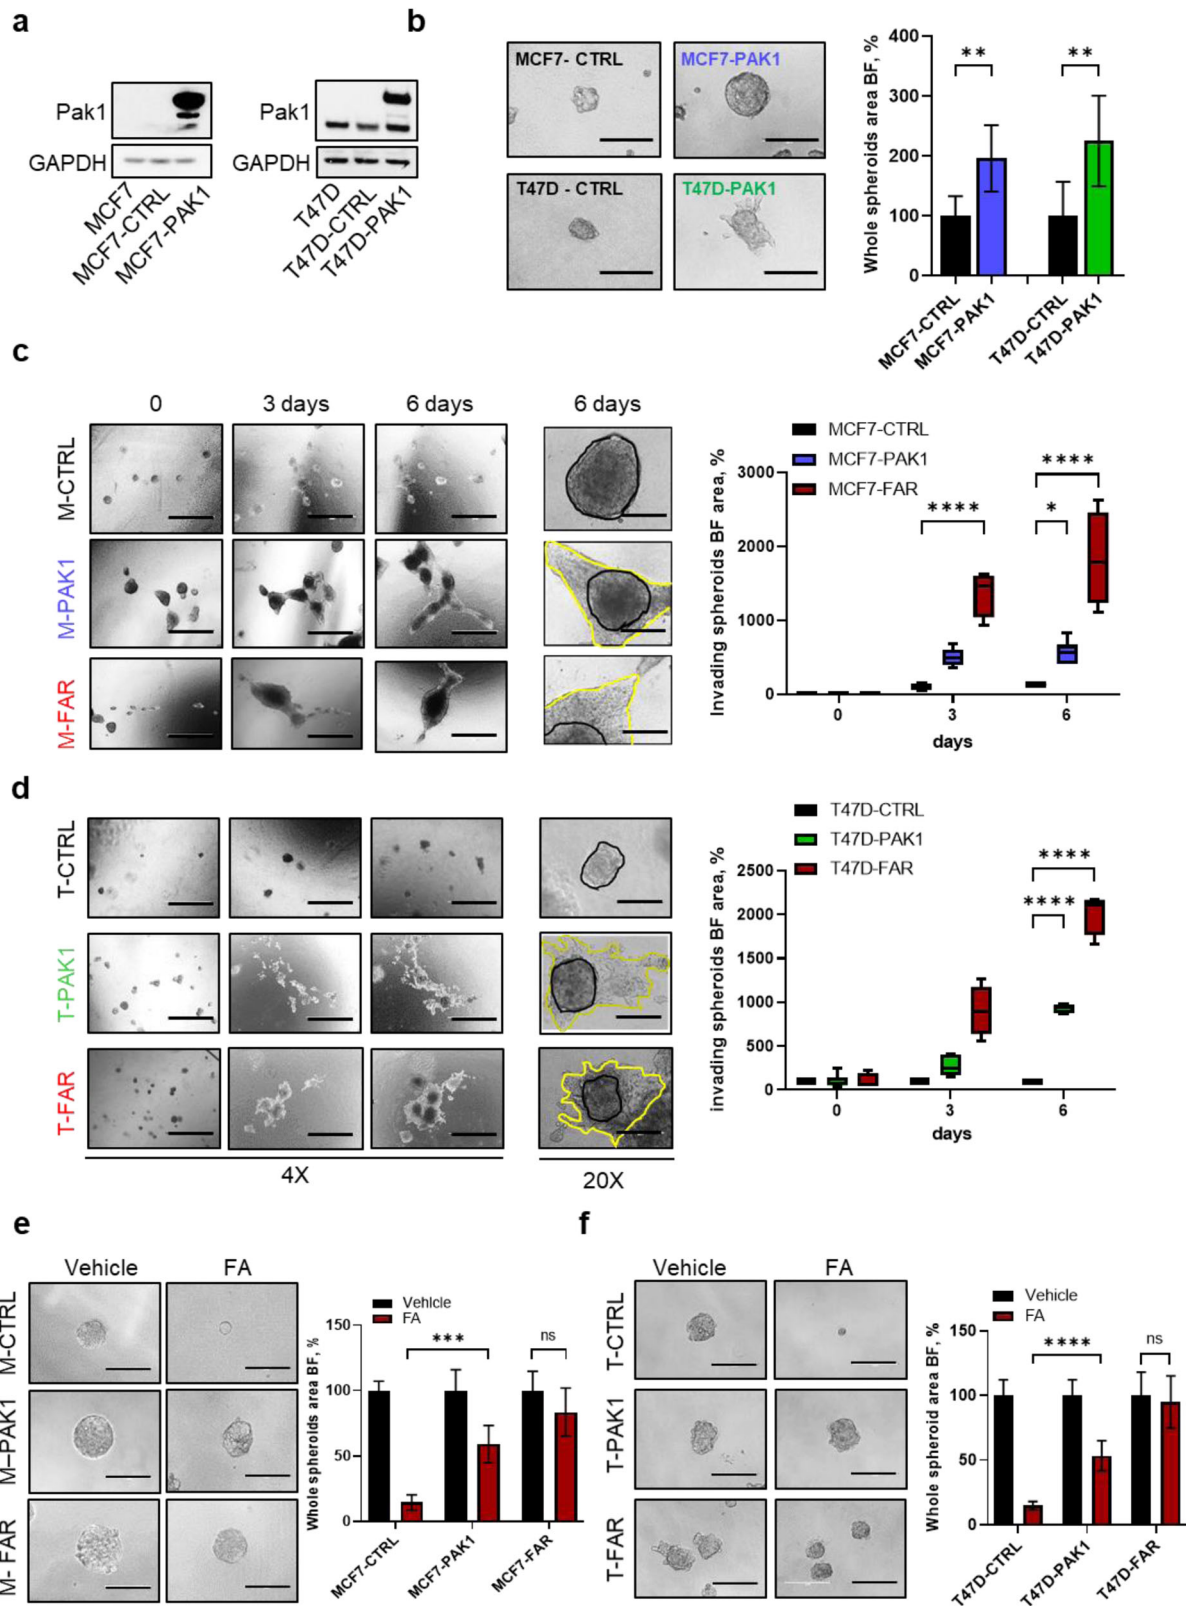 a
Pak1
GAPDH
MCF7
MCF7-CTRL
MCF7-PAK1
Pak1
GAPDH
T47D
T47D-CTRL
T47D-PAK1
b
MCF7- CTRL
MCF7-PAK1
T47D - CTRL
T47D-PAK1
Whole spheroids area BF, %
400
300
200
100
0
**
**
MCF7-CTRL
MCF7-PAK1
T47D-CTRL
T47D-PAK1
c
0
3 days
6 days
6 days
M-CTRL
M-PAK1
M-FAR
MCF7-CTRL
MCF7-PAK1
MCF7-FAR
Invading spheroids BF area, %
3000
2000
1000
0
****
*
****
0
3
6
days
d
T-CTRL
T-PAK1
T-FAR
4X
20X
T47D-CTRL
T47D-PAK1
T47D-FAR
invading spheroids BF area, %
2500
2000
1500
1000
500
0
****
****
0
3
6
days
e
Vehicle
FA
M-CTRL
M–PAK1
M- FAR
Vehicle
FA
Whole spheroids area BF, %
150
100
50
0
***
ns
MCF7-CTRL
MCF7-PAK1
MCF7-FAR
f
Vehicle
FA
T-CTRL
T-PAK1
T-FAR
Vehicle
FA
Whole spheroid area BF, %
150
100
50
0
****
ns
T47D-CTRL
T47D-PAK1
T47D-FAR